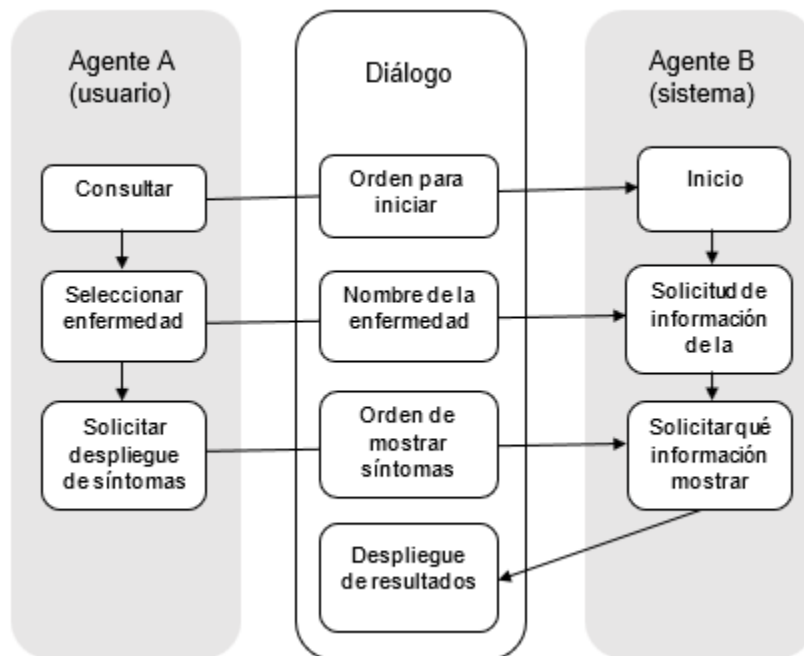 Agente A
(usuario)
Diálogo
Agente B
(sistema)
Consultar
Orden para
iniciar
Inicio
Seleccionar
enfermedad
Nombre de la
enfermedad
Solicitud de
información
de la
Solicitar
despliegue
de síntomas
Orden de
mostrar
síntomas
Solicitar qué
información
mostrar
Despliegue
de resultados